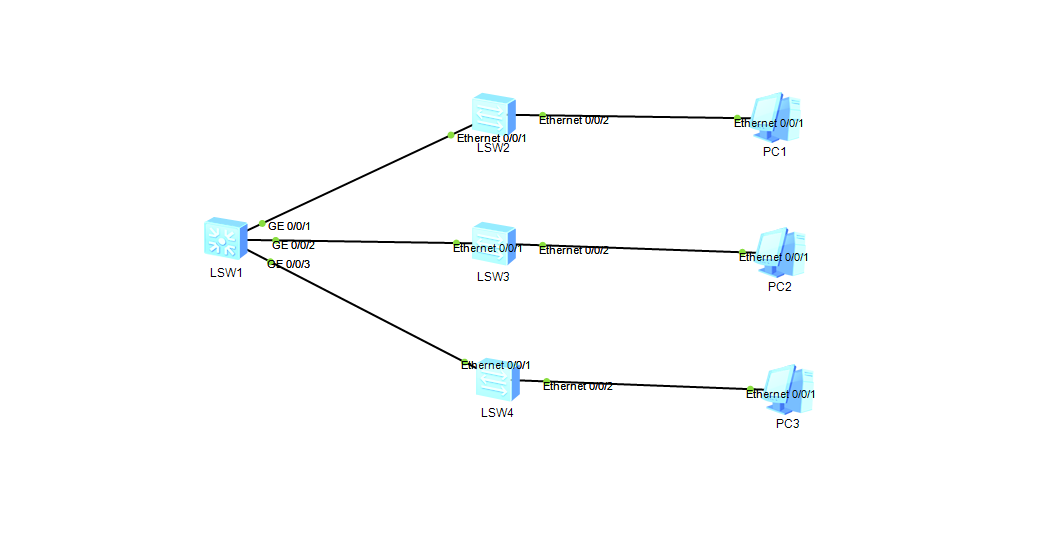 Ethernet 0/0/1
LSW2
Ethernet 0/0/2
Ethernet 0/0/1
PC1
LSW1
GE 0/0/1
GE 0/0/2
GE 0/0/3
Ethernet 0/0/1
LSW3
Ethernet 0/0/2
Ethernet 0/0/1
PC2
Ethernet 0/0/1
LSW4
Ethernet 0/0/2
Ethernet 0/0/1
PC3